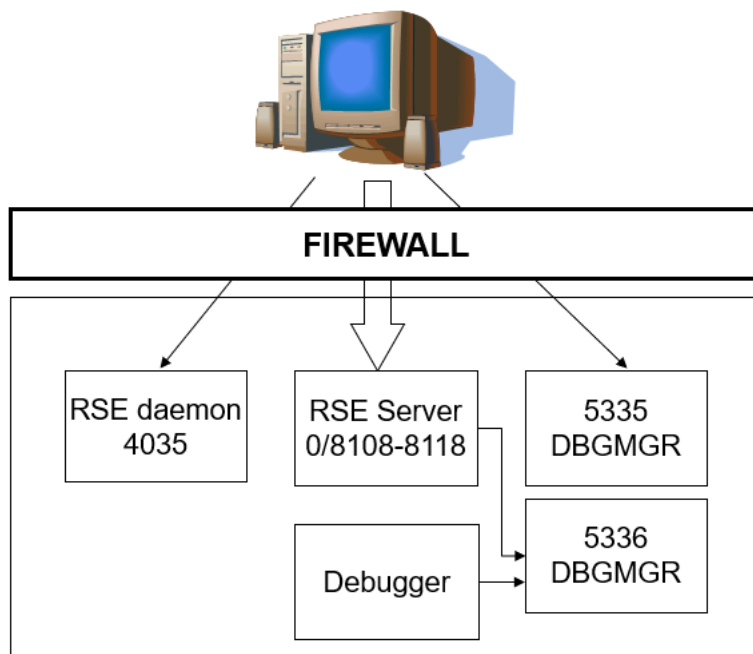 FIREWALL
RSE daemon
4035
RSE Server
0/8108-8118
5335
DBGMGR
Debugger
5336
DBGMGR